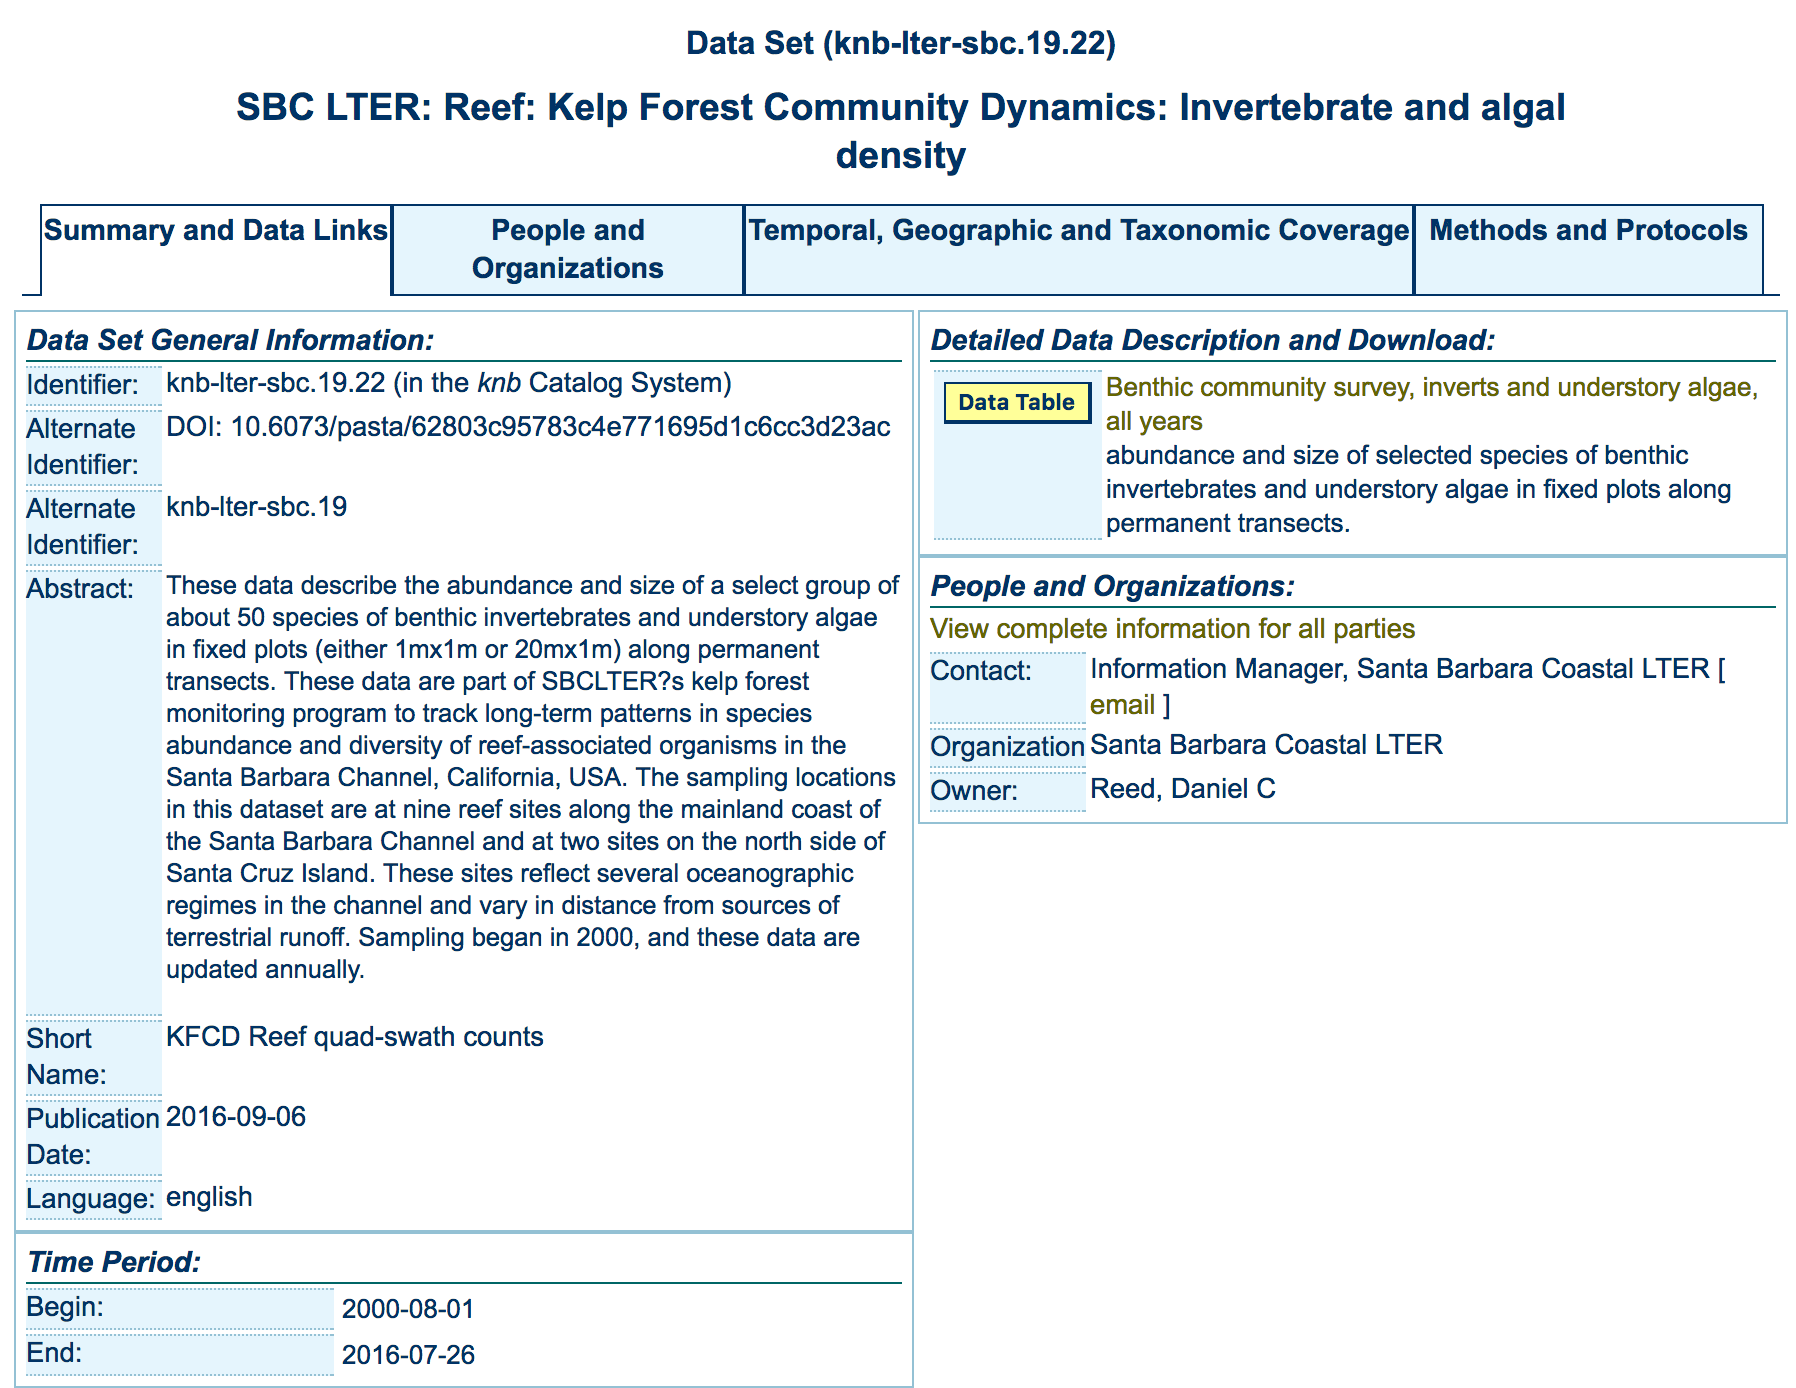 Data Set (knb-lter-sbc.19.22)
SBC LTER: Reef: Kelp Forest Community Dynamics: Invertebrate and algal
density
Summary and Data Links
People and
Organizations
Temporal, Geographic and Taxonomic Coverage
Methods and Protocols
Data Set General Information:
Identifier: knb-lter-sbc.19.22 (in the knb Catalog System)
Alternate DOI: 10.6073/pasta/62803c95783c4e771695d1c6cc3d23ac
Identifier:
Alternate knb-lter-sbc.19
Identifier:
Abstract: These data describe the abundance and size of a select group of
about 50 species of benthic invertebrates and understory algae
in fixed plots (either 1mx1m or 20mx1m) along permanent
transects. These data are part of SBCLTER?s kelp forest
monitoring program to track long-term patterns in species
abundance and diversity of reef-associated organisms in the
Santa Barbara Channel, California, USA. The sampling locations
in this dataset are at nine reef sites along the mainland coast of
the Santa Barbara Channel and at two sites on the north side of
Santa Cruz Island. These sites reflect several oceanographic
regimes in the channel and vary in distance from sources of
terrestrial runoff. Sampling began in 2000, and these data are
updated annually.
Short KFCD Reef quad-swath counts
Name:
Publication 2016-09-06
Date:
Language: english
Time Period:
Begin: 2000-08-01
End: 2016-07-26
Detailed Data Description and Download:
Data Table
Benthic community survey, inverts and understory algae,
all years
abundance and size of selected species of benthic
invertebrates and understory algae in fixed plots along
permanent transects.
People and Organizations:
View complete information for all parties
Contact: Information Manager, Santa Barbara Coastal LTER [
email ]
Organization Santa Barbara Coastal LTER
Owner: Reed, Daniel C